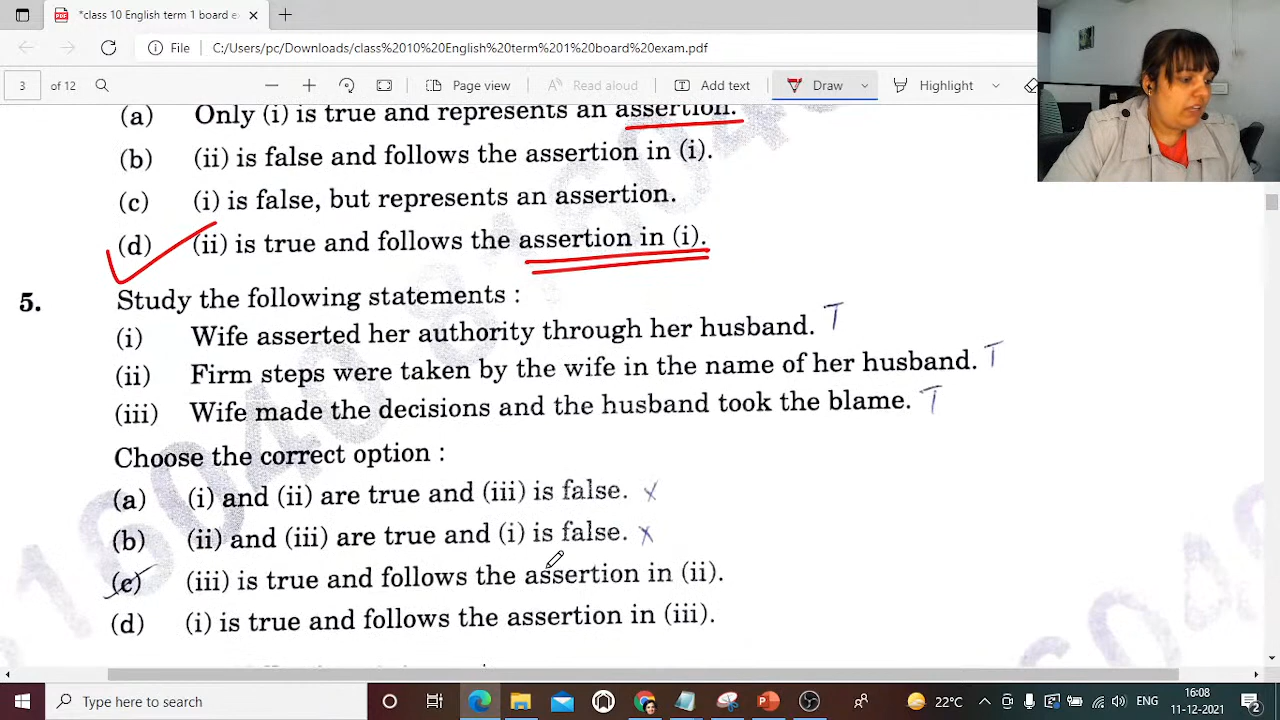 *class 10 English term 1 board e
File C:/Users/pc/Downloads/class%2010%20English%20term%201%20board%20exam.pdf
3 of 12 Page view Read aloud Add text Draw Highlight
(a) Only (i) is true and represents an assertion.
(b) (ii) is false and follows the assertion in (i).
(c) (i) is false, but represents an assertion.
(d) (ii) is true and follows the assertion in (i).
5. Study the following statements :
(i) Wife asserted her authority through her husband. T
(ii) Firm steps were taken by the wife in the name of her husband. T
(iii) Wife made the decisions and the husband took the blame. T
Choose the correct option :
(a) (i) and (ii) are true and (iii) is false. x
(b) (ii) and (iii) are true and (i) is false. x
(c) (iii) is true and follows the assertion in (ii).
(d) (i) is true and follows the assertion in (iii).
Type here to search
22°C ENG 16:08
11-12-2021